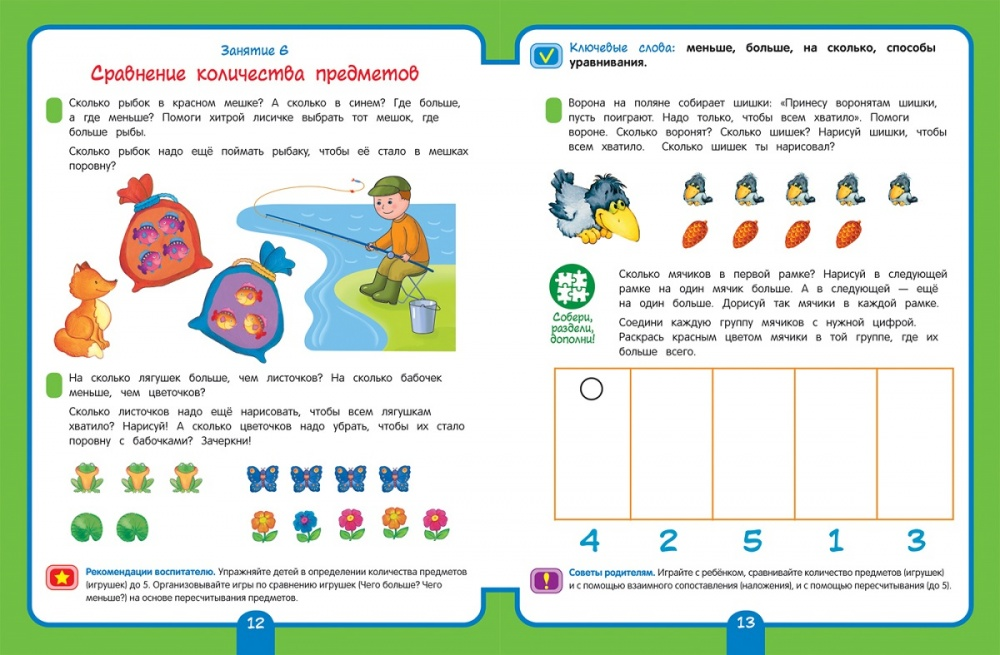 Занятие 6
Сравнение количества предметов
Сколько рыбок в красном мешке? А сколько в синем? Где больше,
а где меньше? Помоги хитрой лисичке выбрать тот мешок, где
больше рыбы.
Сколько рыбок надо ещё поймать рыбаку, чтобы её стало в мешках
поровну?
На сколько лягушек больше, чем листочков? На сколько бабочек
меньше, чем цветочков?
Сколько листочков надо ещё нарисовать, чтобы всем лягушкам
хватило? Нарисуй! А сколько цветочков надо убрать, чтобы их стало
поровну с бабочками? Зачеркни!
Рекомендации воспитателю. Упражняйте детей в определении количества предметов
(игрушек) до 5. Организовывайте игры по сравнению игрушек (Чего больше? Чего
меньше?) на основе пересчитывания предметов.
12
Ключевые слова: меньше, больше, на сколько, способы
уравнивания.
Ворона на поляне собирает шишки: «Принесу воронятам шишки,
пусть поиграют. Надо только, чтобы всем хватило». Помоги
вороне. Сколько воронят? Сколько шишек? Нарисуй шишки, чтобы
всем хватило. Сколько шишек ты нарисовал?
Собери,
раздели,
дополни!
Сколько мячиков в первой рамке? Нарисуй в следующей
рамке на один мячик больше. А в следующей — ещё
на один больше. Дорисуй так мячики в каждой рамке.
Соедини каждую группу мячиков с нужной цифрой.
Раскрась красным цветом мячики в той группе, где их
больше всего.
4 2 5 1 3
Советы родителям. Играйте с ребёнком, сравнивайте количество предметов (игрушек)
и с помощью взаимного сопоставления (наложения), и с помощью пересчитывания (до 5).
13